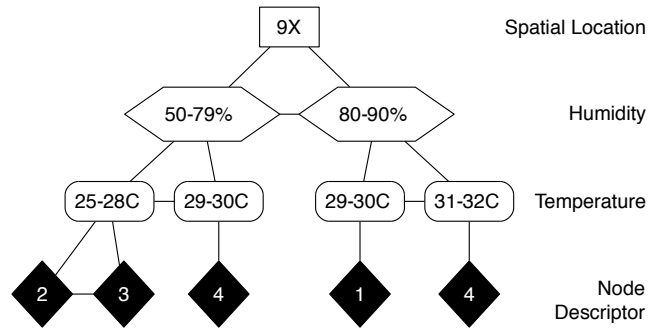 9X Spatial Location
50-79% 80-90% Humidity
25-28C 29-30C 29-30C 31-32C Temperature
2 3 4 1 4 Node
Descriptor